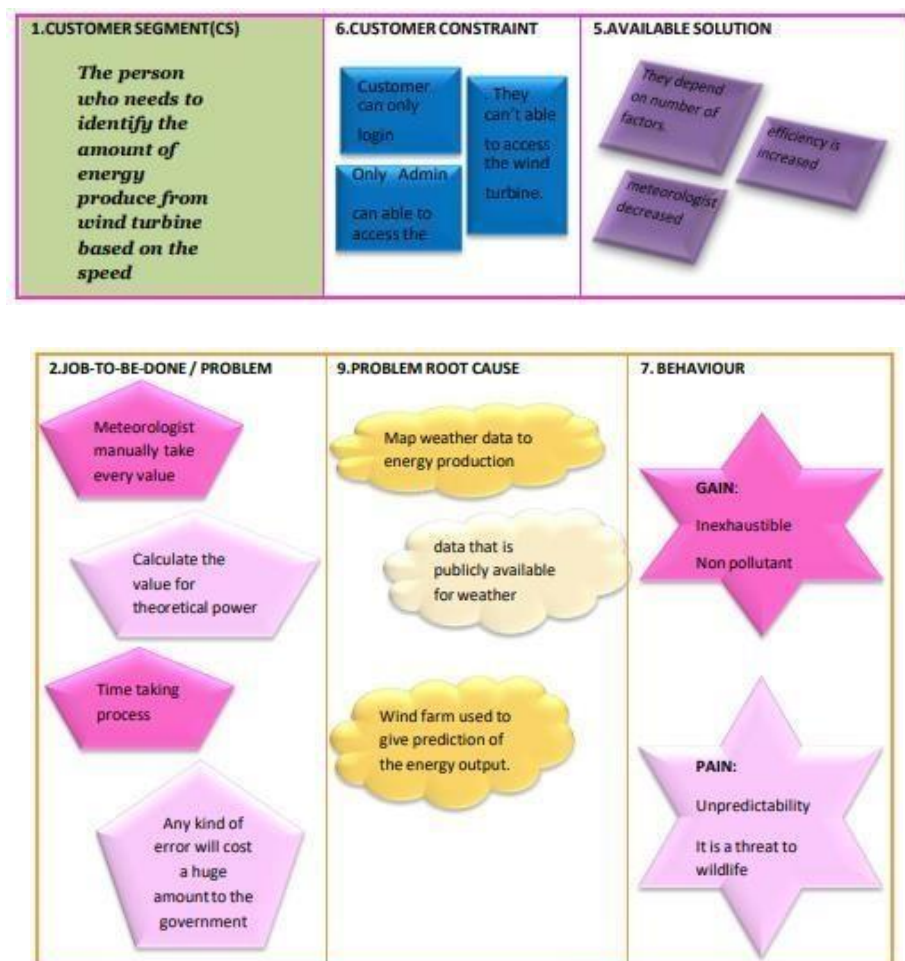 1.CUSTOMER SEGMENT(CS)
The person
who needs to
identify the
amount of
energy
produce from
wind turbine
based on the
speed
6.CUSTOMER CONSTRAINT
Customer
can only
login
Only Admin
can able to
access the
. They
can't able
to access
the wind
turbine.
5.AVAILABLE SOLUTION
They depend
on number of
factors.
efficiency is
increased
meteorologist
decreased
2.JOB-TO-BE-DONE / PROBLEM
Meteorologist
manually take
every value
Calculate the
value for
theoretical power
Time taking
process
Any kind of
error will cost
a huge
amount to the
government
9.PROBLEM ROOT CAUSE
Map weather data to
energy production
data that is
publicly available
for weather
Wind farm used to
give prediction of
the energy output.
7. BEHAVIOUR
GAIN:
Inexhaustible
Non pollutant
PAIN:
Unpredictability
It is a threat to
wildlife